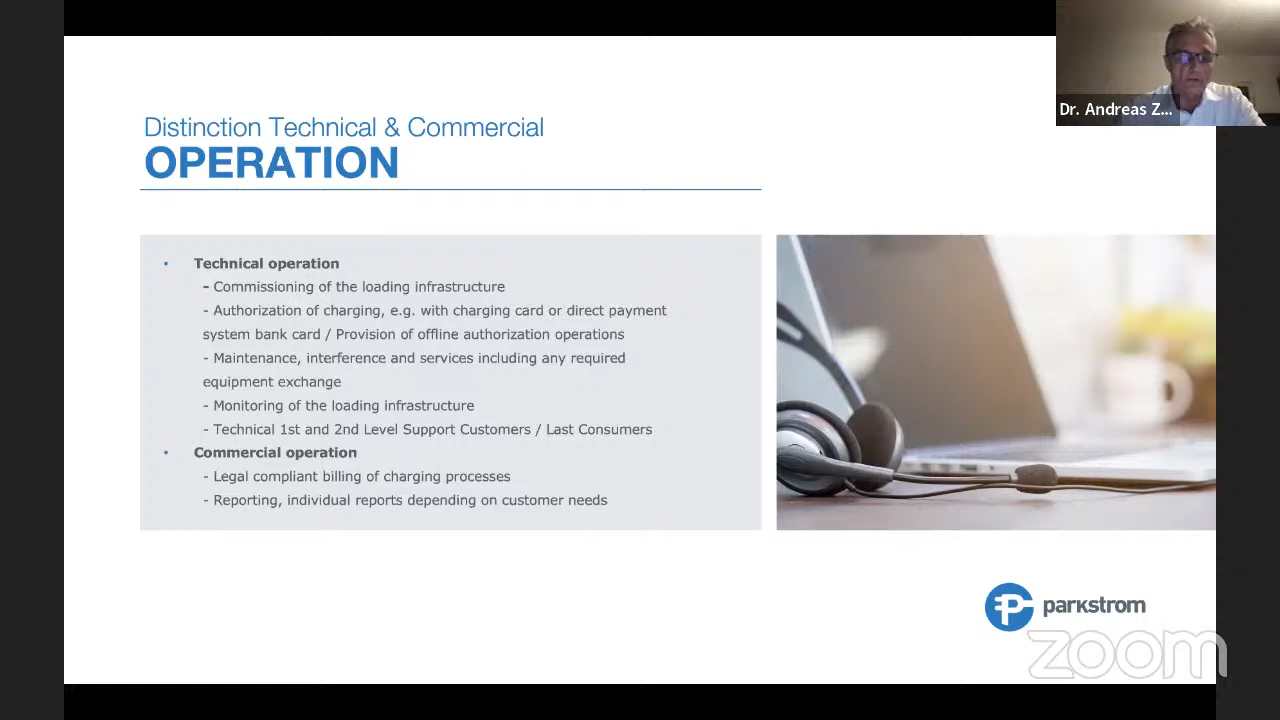 Dr. Andreas Z...
Distinction Technical & Commercial
OPERATION
• Technical operation
- Commissioning of the loading infrastructure
- Authorization of charging, e.g. with charging card or direct payment
system bank card / Provision of offline authorization operations
- Maintenance, interference and services including any required
equipment exchange
- Monitoring of the loading infrastructure
- Technical 1st and 2nd Level Support Customers / Last Consumers
• Commercial operation
- Legal compliant billing of charging processes
- Reporting, individual reports depending on customer needs
parkstrom
zoom